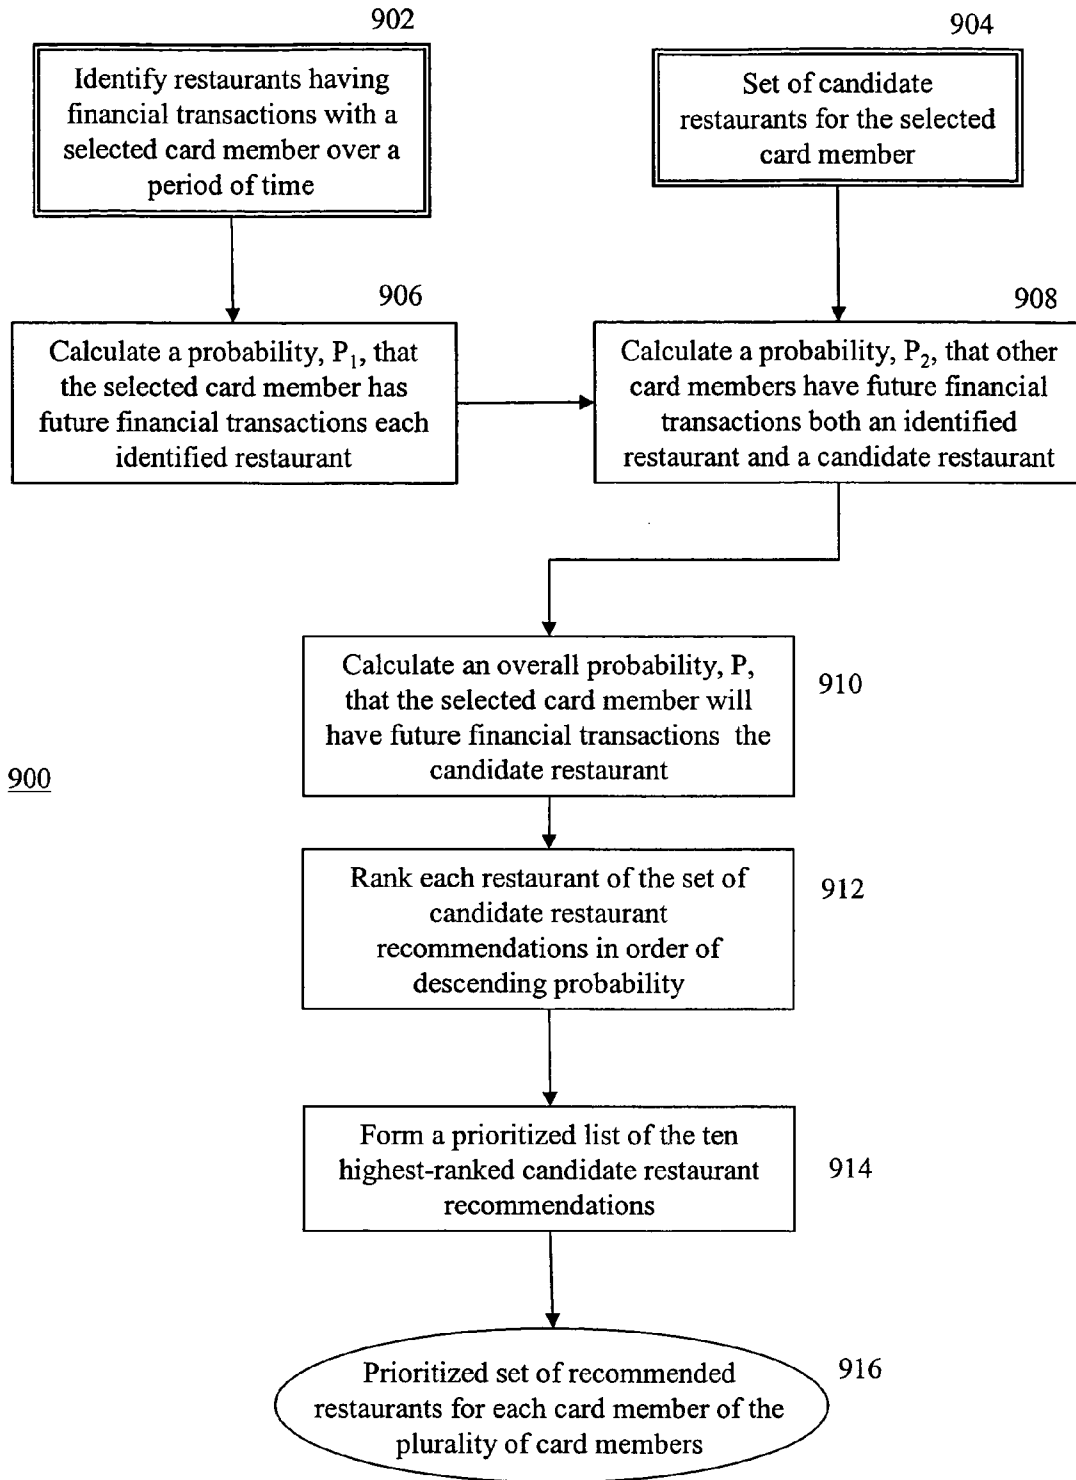 902
Identify restaurants having
financial transactions with a
selected card member over a
period of time
904
Set of candidate
restaurants for the selected
card member
906
Calculate a probability, P₁, that
the selected card member has
future financial transactions each
identified restaurant
908
Calculate a probability, P₂, that other
card members have future financial
transactions both an identified
restaurant and a candidate restaurant
Calculate an overall probability, P,
that the selected card member will
have future financial transactions the
candidate restaurant
910
900
Rank each restaurant of the set of
candidate restaurant
recommendations in order of
descending probability
912
Form a prioritized list of the ten
highest-ranked candidate restaurant
recommendations
914
Prioritized set of recommended
restaurants for each card member of the
plurality of card members
916